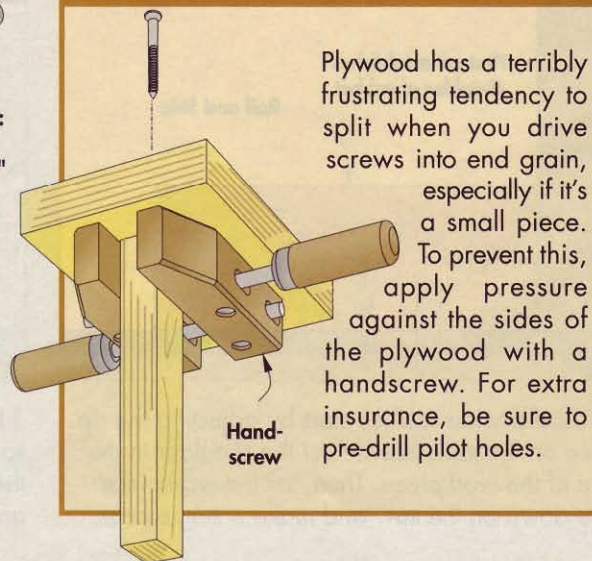 Plywood has a terribly
frustrating tendency to
split when you drive
screws into end grain,
especially if it's
a small piece.
To prevent this,
apply pressure
against the sides of
the plywood with a
handscrew. For extra
insurance, be sure to
pre-drill pilot holes.
Hand-
screw